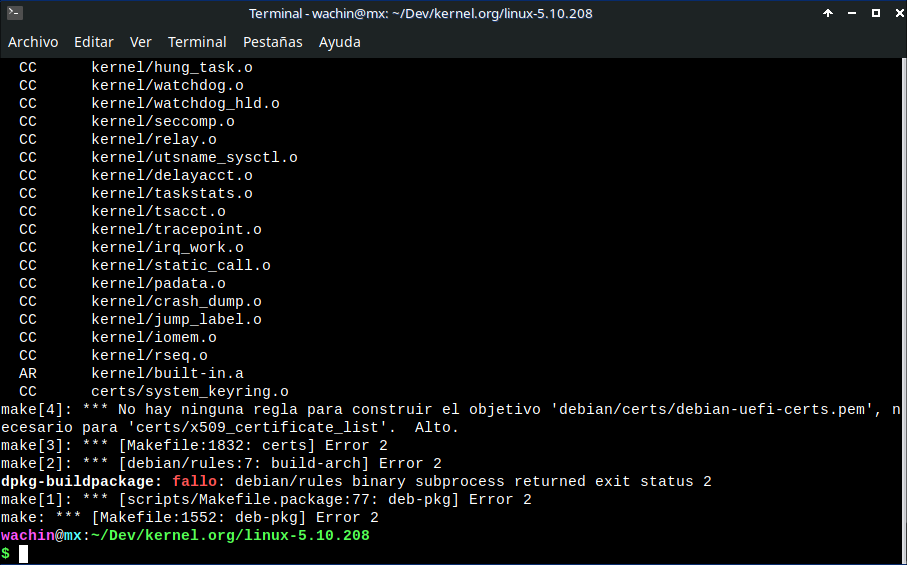 Terminal - wachin@mx: ~/Dev/kernel.org/linux-5.10.208
Archivo Editar Ver Terminal Pestañas Ayuda
CC kernel/hung_task.o
CC kernel/watchdog.o
CC kernel/watchdog_hld.o
CC kernel/seccomp.o
CC kernel/relay.o
CC kernel/utsname_sysctl.o
CC kernel/delayacct.o
CC kernel/taskstats.o
CC kernel/tsacct.o
CC kernel/tracepoint.o
CC kernel/irq_work.o
CC kernel/static_call.o
CC kernel/padata.o
CC kernel/crash_dump.o
CC kernel/jump_label.o
CC kernel/iomem.o
CC kernel/rseq.o
AR kernel/built-in.a
CC certs/system_keyring.o
make[4]: *** No hay ninguna regla para construir el objetivo 'debian/certs/debian-uefi-certs.pem', n
ecesario para 'certs/x509_certificate_list'.  Alto.
make[3]: *** [Makefile:1832: certs] Error 2
make[2]: *** [debian/rules:7: build-arch] Error 2
dpkg-buildpackage: fallo: debian/rules binary subprocess returned exit status 2
make[1]: *** [scripts/Makefile.package:77: deb-pkg] Error 2
make: *** [Makefile:1552: deb-pkg] Error 2
wachin@mx:~/Dev/kernel.org/linux-5.10.208
$